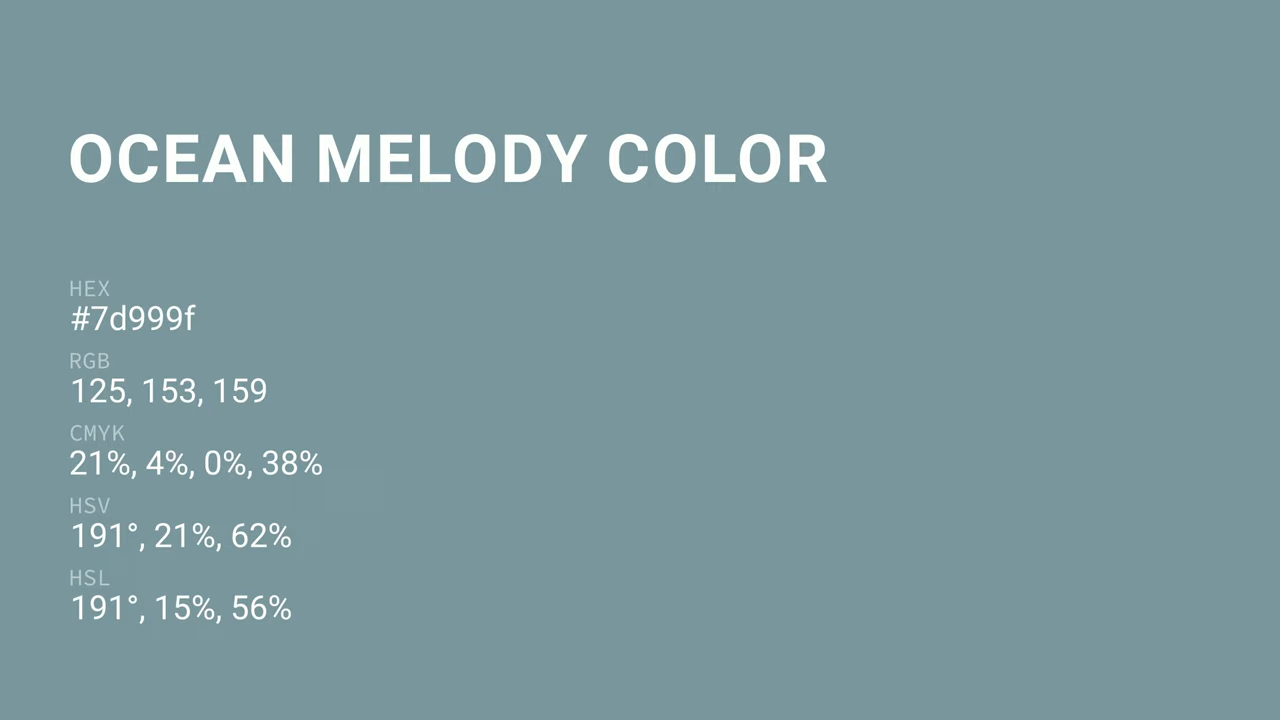 OCEAN MELODY COLOR
HEX
#7d999f
RGB
125, 153, 159
CMYK
21%, 4%, 0%, 38%
HSV
191°, 21%, 62%
HSL
191°, 15%, 56%